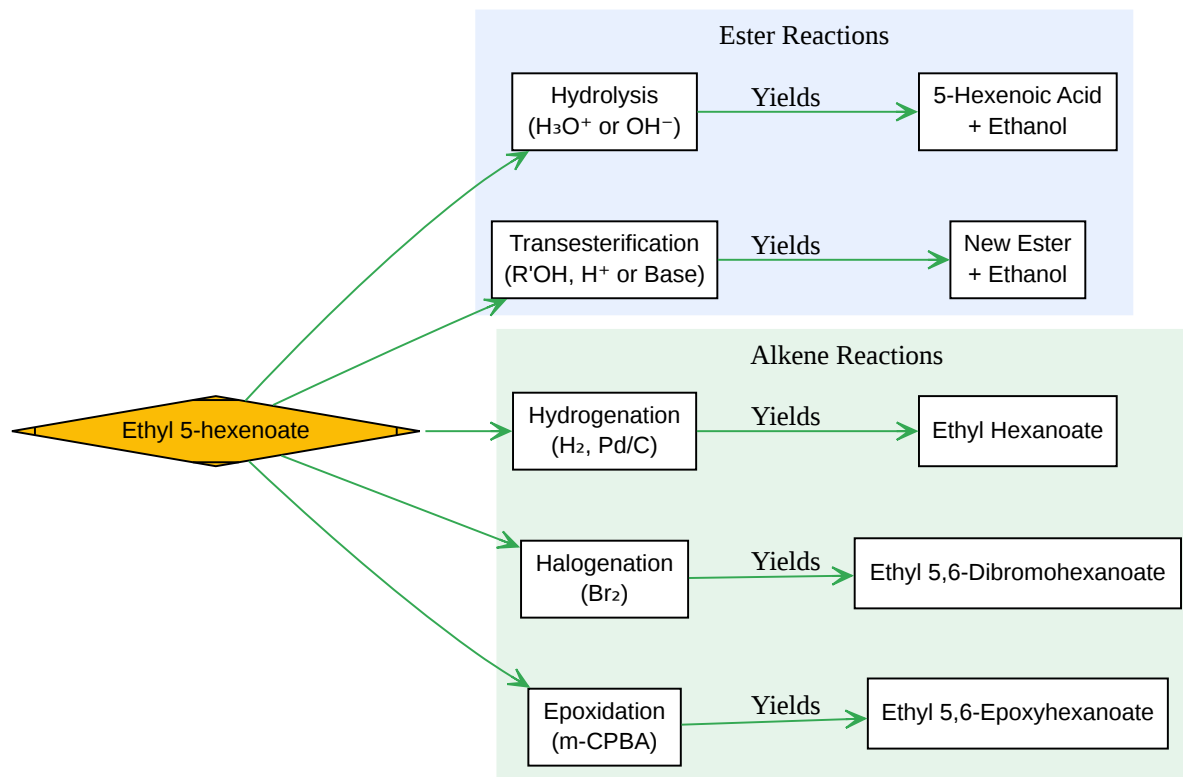 Ester Reactions
Hydrolysis
(H₃O⁺ or OH⁻)
Yields
5-Hexenoic Acid
+ Ethanol
Transesterification
(R'OH, H⁺ or Base)
Yields
New Ester
+ Ethanol
Alkene Reactions
Ethyl 5-hexenoate
Hydrogenation
(H₂, Pd/C)
Yields
Ethyl Hexanoate
Halogenation
(Br₂)
Yields
Ethyl 5,6-Dibromohexanoate
Epoxidation
(m-CPBA)
Yields
Ethyl 5,6-Epoxyhexanoate